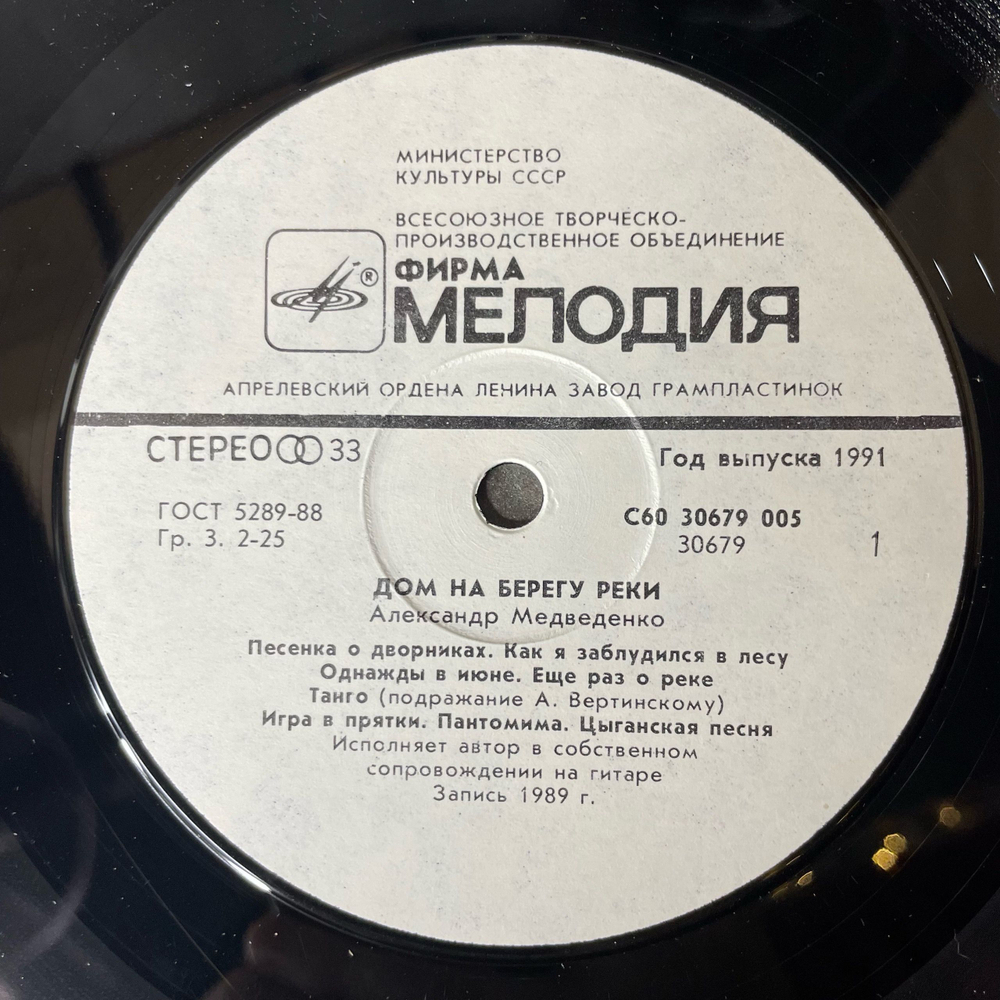 МИНИСТЕРСТВО
КУЛЬТУРЫ СССР
ВСЕСОЮЗНОЕ ТВОРЧЕСКО-
ПРОИЗВОДСТВЕННОЕ ОБЪЕДИНЕНИЕ
®
ФИРМА
МЕЛОДИЯ
АПРЕЛЕВСКИЙ ОРДЕНА ЛЕНИНА ЗАВОД ГРАМПЛАСТИНОК
СТЕРЕО 33
Год выпуска 1991
ГОСТ 5289-88
Гр. 3. 2-25
С60 30679 005
30679
1
ДОМ НА БЕРЕГУ РЕКИ
Александр Медведенко
Песенка о дворниках. Как я заблудился в лесу
Однажды в июне. Еще раз о реке
Танго (подражание А. Вертинскому)
Игра в прятки. Пантомима. Цыганская песня
Исполняет автор в собственном
сопровождении на гитаре
Запись 1989 г.